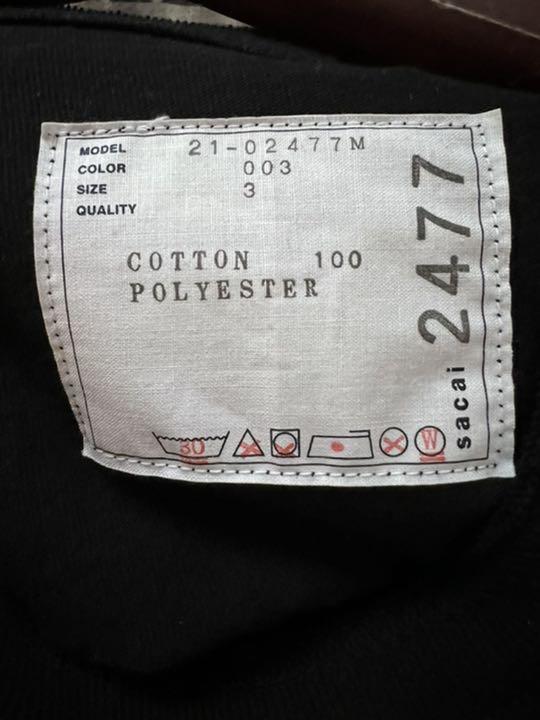 MODEL 21-02477M
COLOR 003
SIZE 3
QUALITY
COTTON 100
POLYESTER
30
W
sacai 2477